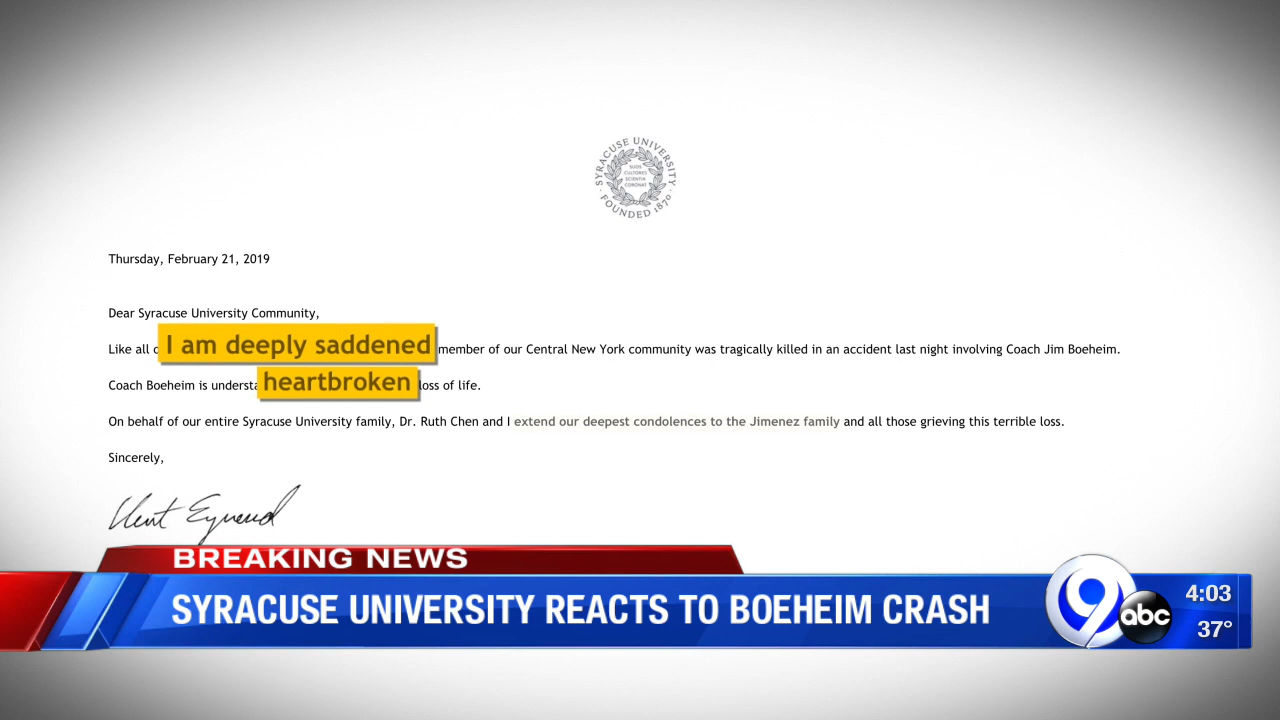 SYRACUSE UNIVERSITY
SUOS
CULTORES
SCIENTIA
CORONAT
FOUNDED 1870
Thursday, February 21, 2019
Dear Syracuse University Community,
Like all I am deeply saddened member of our Central New York community was tragically killed in an accident last night involving Coach Jim Boeheim.
Coach Boeheim is understa heartbroken loss of life.
On behalf of our entire Syracuse University family, Dr. Ruth Chen and I extend our deepest condolences to the Jimenez family and all those grieving this terrible loss.
Sincerely,
BREAKING NEWS
SYRACUSE UNIVERSITY REACTS TO BOEHEIM CRASH
9
abc
4:03
37°